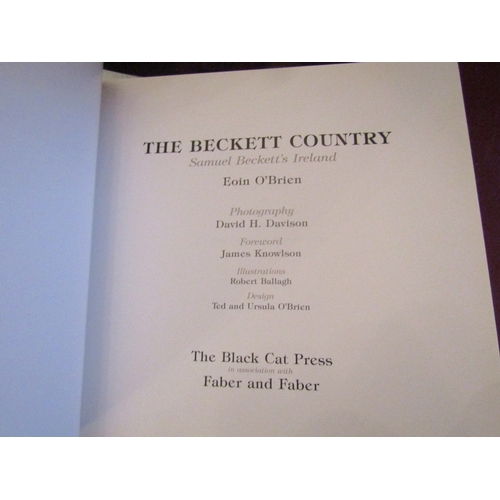 THE BECKETT COUNTRY
Samuel Beckett's Ireland
Eoin O'Brien
Photography
David H. Davison
Foreword
James Knowlson
Illustrations
Robert Ballagh
Design
Ted and Ursula O'Brien
The Black Cat Press
in association with
Faber and Faber